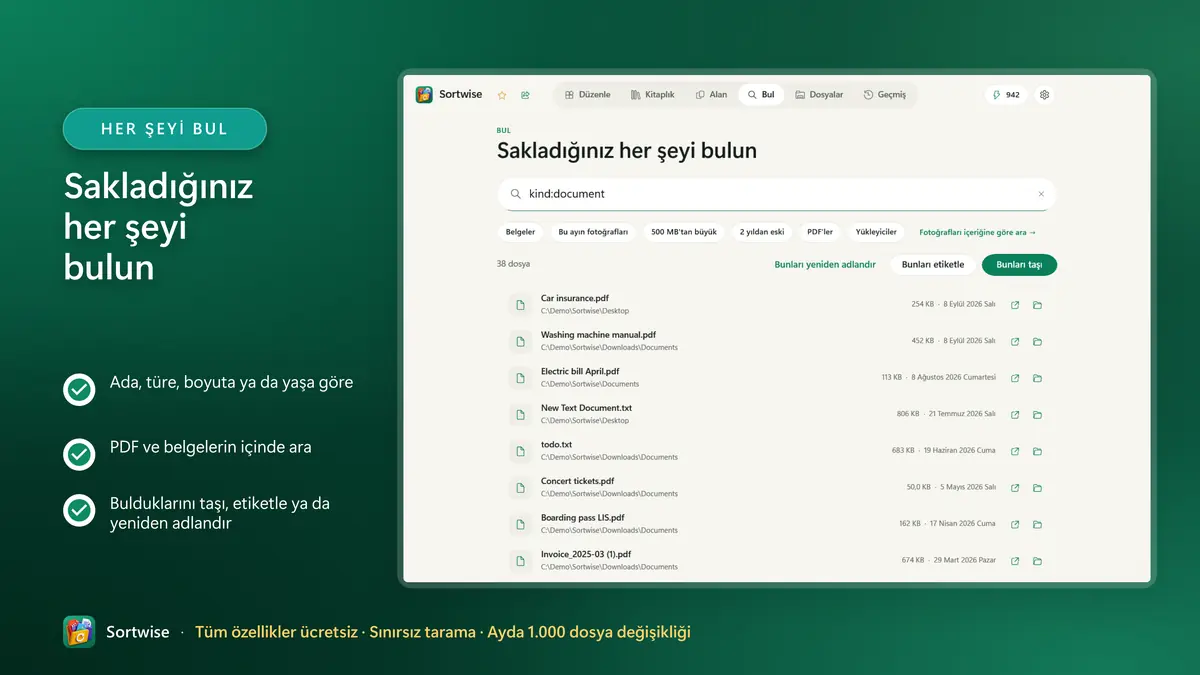 HER ŞEYİ BUL
Sakladığınız
her şeyi
bulun
Ada, türe, boyuta ya da yaşa göre
PDF ve belgelerin içinde ara
Bulduklarını taşı, etiketle ya da
yeniden adlandır
Sortwise
Düzenle Kitaplık Alan Bul Dosyalar Geçmiş
942
BUL
Sakladığınız her şeyi bulun
kind:document
Belgeler Bu ayın fotoğrafları 500 MB'tan büyük 2 yıldan eski PDF'ler Yükleyiciler Fotoğrafları içeriğine göre ara →
38 dosya Bunları yeniden adlandır Bunları etiketle Bunları taşı
Car insurance.pdf
C:\Demo\Sortwise\Desktop
254 KB · 8 Eylül 2026 Salı
Washing machine manual.pdf
C:\Demo\Sortwise\Downloads\Documents
452 KB · 8 Eylül 2026 Salı
Electric bill April.pdf
C:\Demo\Sortwise\Documents
113 KB · 8 Ağustos 2026 Cumartesi
New Text Document.txt
C:\Demo\Sortwise\Desktop
806 KB · 21 Temmuz 2026 Salı
todo.txt
C:\Demo\Sortwise\Downloads\Documents
683 KB · 19 Haziran 2026 Cuma
Concert tickets.pdf
C:\Demo\Sortwise\Downloads\Documents
50,0 KB · 5 Mayıs 2026 Salı
Boarding pass LIS.pdf
C:\Demo\Sortwise\Downloads\Documents
162 KB · 17 Nisan 2026 Cuma
Invoice_2025-03 (1).pdf
C:\Demo\Sortwise\Downloads\Documents
674 KB · 29 Mart 2026 Pazar
Sortwise · Tüm özellikler ücretsiz · Sınırsız tarama · Ayda 1.000 dosya değişikliği